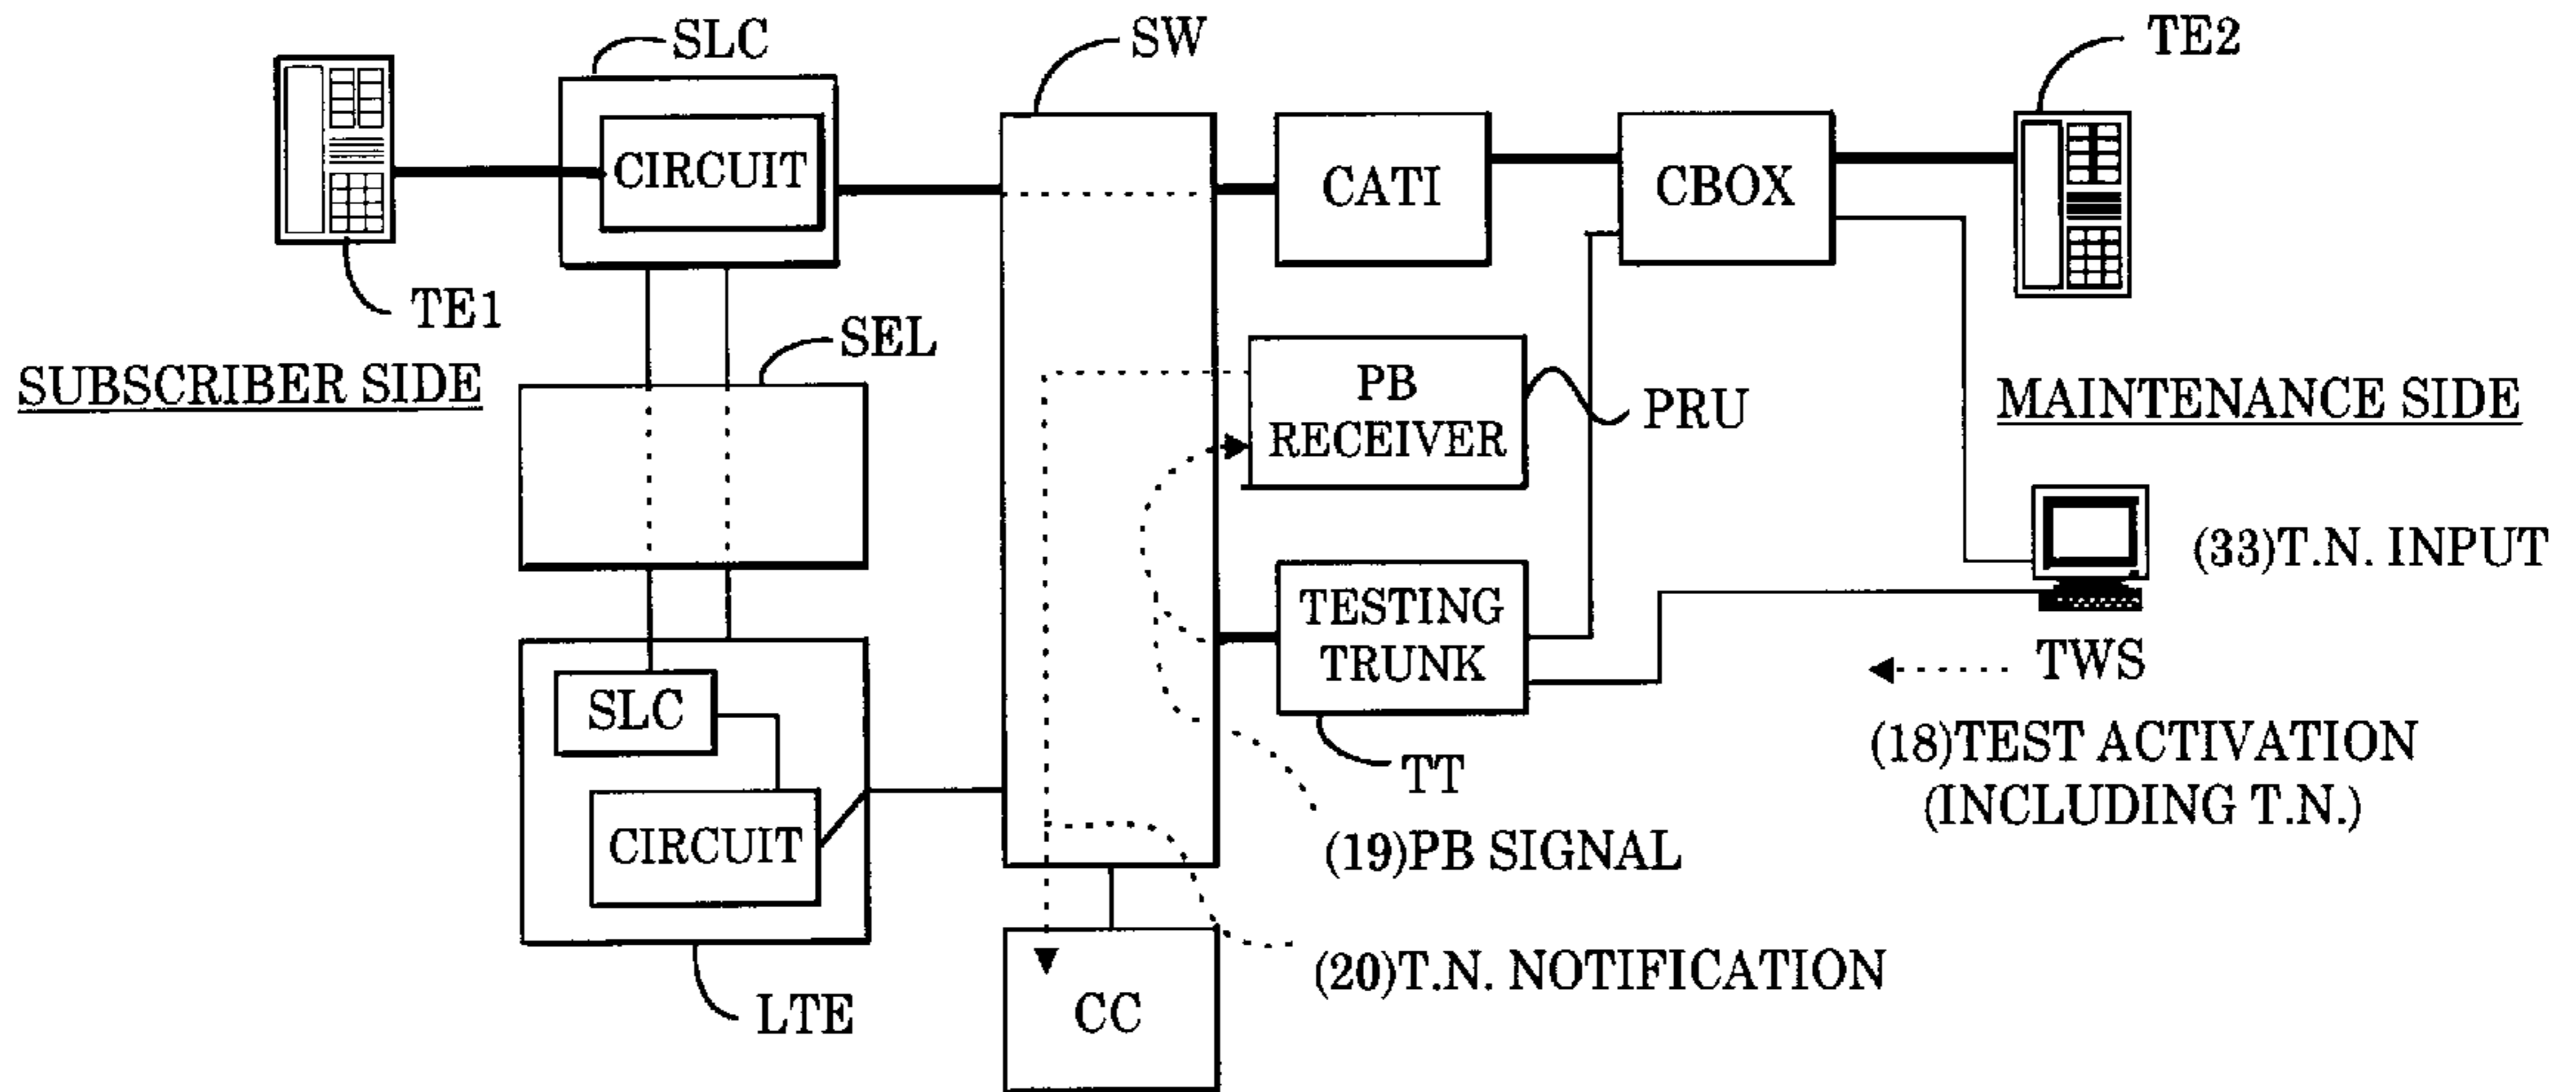 SLC
SW
TE2
CIRCUIT
CATI
CBOX
TE1
SEL
SUBSCRIBER SIDE
PB
RECEIVER
PRU
MAINTENANCE SIDE
(33)T.N. INPUT
TESTING
TRUNK
TWS
SLC
TT
(18)TEST ACTIVATION
(INCLUDING T.N.)
CIRCUIT
(19)PB SIGNAL
(20)T.N. NOTIFICATION
LTE
CC